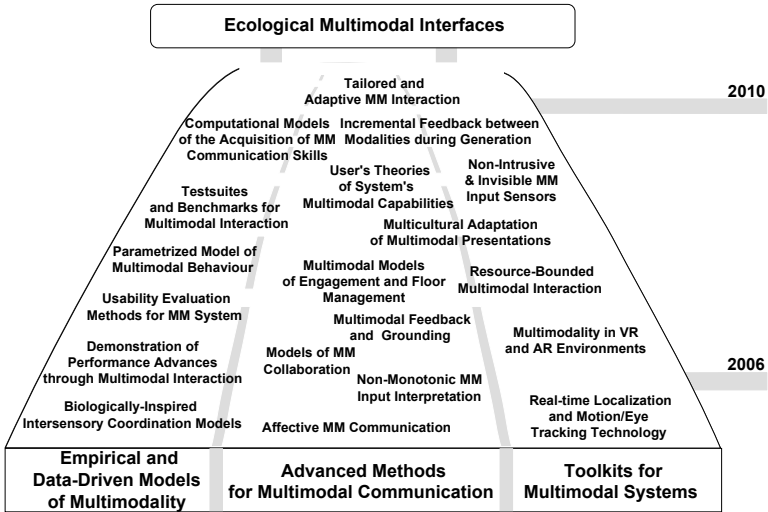 Ecological Multimodal Interfaces
2010
Tailored and
Adaptive MM Interaction
Computational Models
of the Acquisition of MM
Communication Skills
Incremental Feedback between
Modalities during Generation
User's Theories
of System's
Multimodal Capabilities
Non-Intrusive
& Invisible MM
Input Sensors
Testsuites
and Benchmarks for
Multimodal Interaction
Multicultural Adaptation
of Multimodal Presentations
Parametrized Model of
Multimodal Behaviour
Multimodal Models
of Engagement and Floor
Management
Resource-Bounded
Multimodal Interaction
Usability Evaluation
Methods for MM System
Multimodal Feedback
and Grounding
Multimodality in VR
and AR Environments
Demonstration of
Performance Advances
through Multimodal Interaction
Models of MM
Collaboration
2006
Non-Monotonic MM
Input Interpretation
Biologically-Inspired
Intersensory Coordination Models
Affective MM Communication
Real-time Localization
and Motion/Eye
Tracking Technology
Empirical and
Data-Driven Models
of Multimodality
Advanced Methods
for Multimodal Communication
Toolkits for
Multimodal Systems